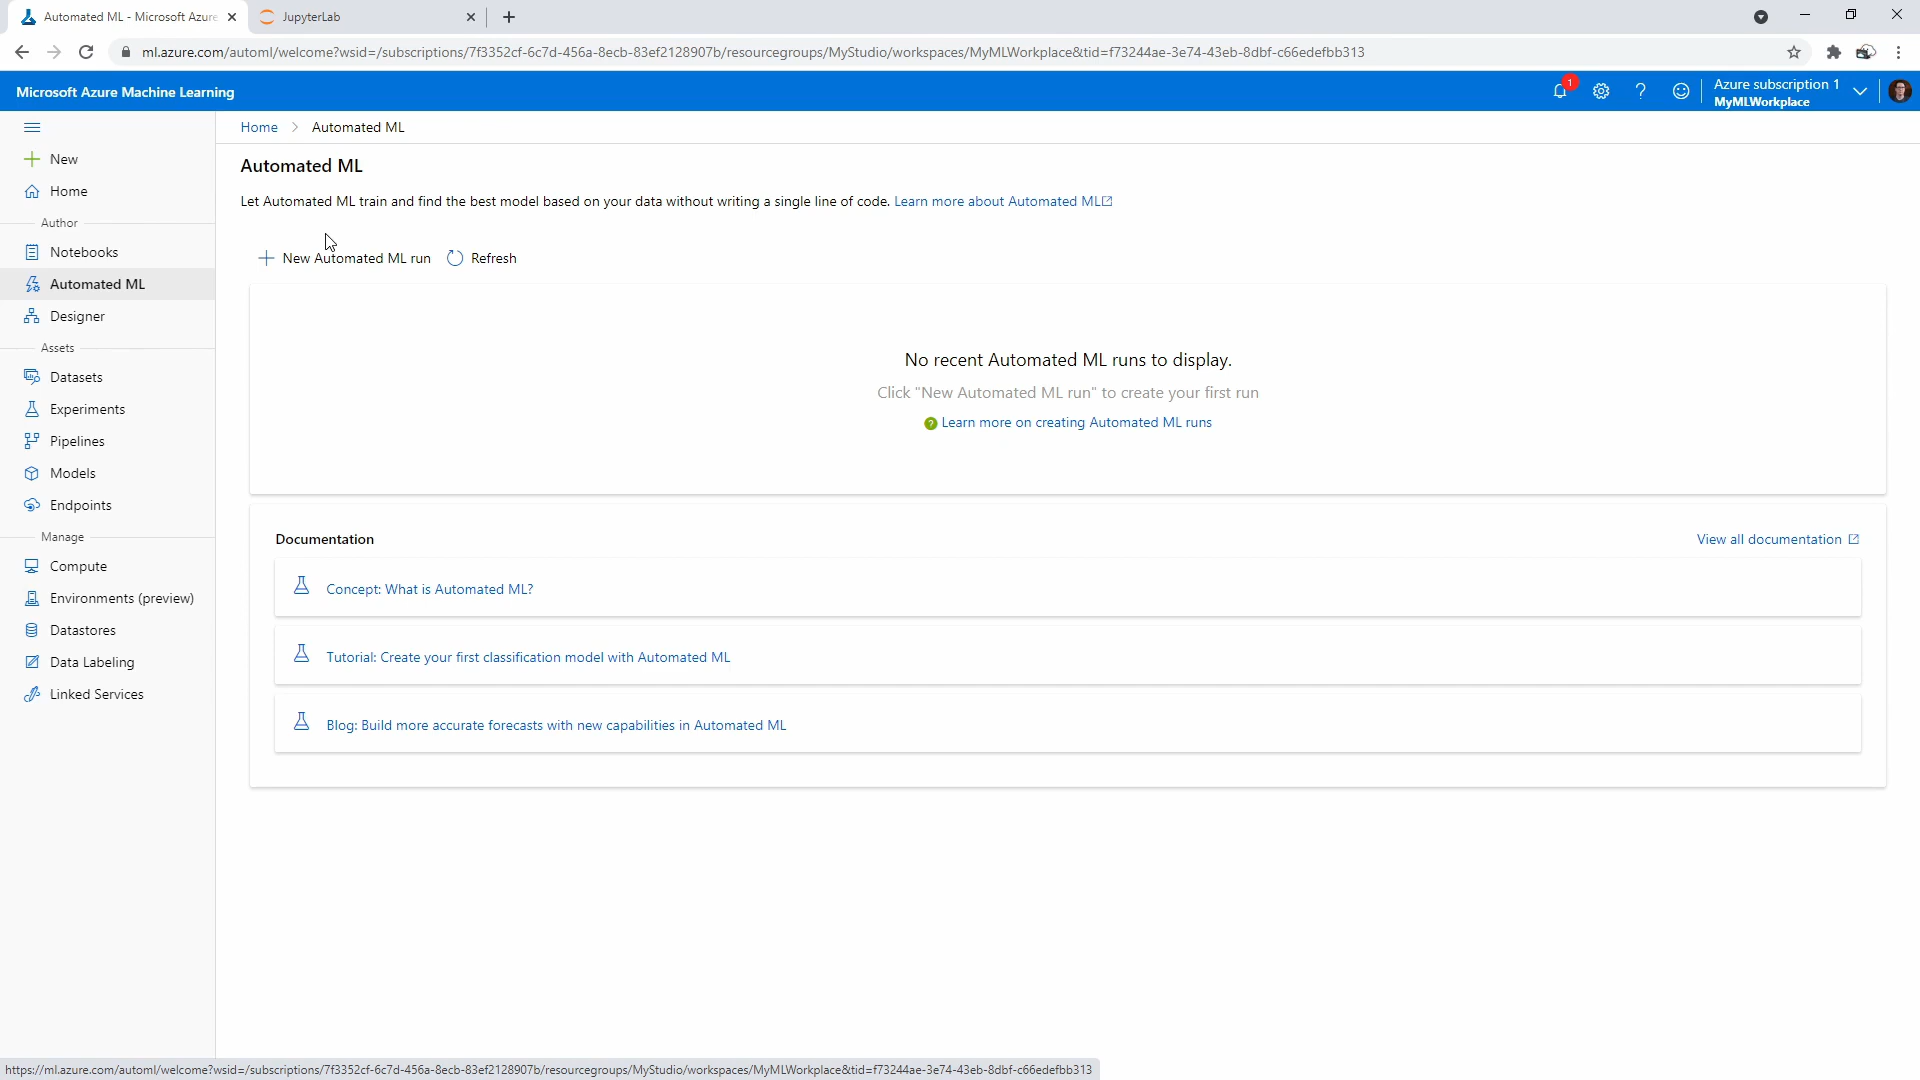 Automated ML - Microsoft Azure
JupyterLab
ml.azure.com/automl/welcome?wsid=/subscriptions/7f3352cf-6c7d-456a-8ecb-83ef2128907b/resourcegroups/MyStudio/workspaces/MyMLWorkplace&tid=f73244ae-3e74-43eb-8dbf-c66edefbb313
Microsoft Azure Machine Learning
1
Azure subscription 1
MyMLWorkplace
New
Home
Author
Notebooks
Automated ML
Designer
Assets
Datasets
Experiments
Pipelines
Models
Endpoints
Manage
Compute
Environments (preview)
Datastores
Data Labeling
Linked Services
Home > Automated ML
Automated ML
Let Automated ML train and find the best model based on your data without writing a single line of code. Learn more about Automated ML
New Automated ML run Refresh
No recent Automated ML runs to display.
Click "New Automated ML run" to create your first run
Learn more on creating Automated ML runs
Documentation
View all documentation
Concept: What is Automated ML?
Tutorial: Create your first classification model with Automated ML
Blog: Build more accurate forecasts with new capabilities in Automated ML
https://ml.azure.com/automl/welcome?wsid=/subscriptions/7f3352cf-6c7d-456a-8ecb-83ef2128907b/resourcegroups/MyStudio/workspaces/MyMLWorkplace&tid=f73244ae-3e74-43eb-8dbf-c66edefbb313